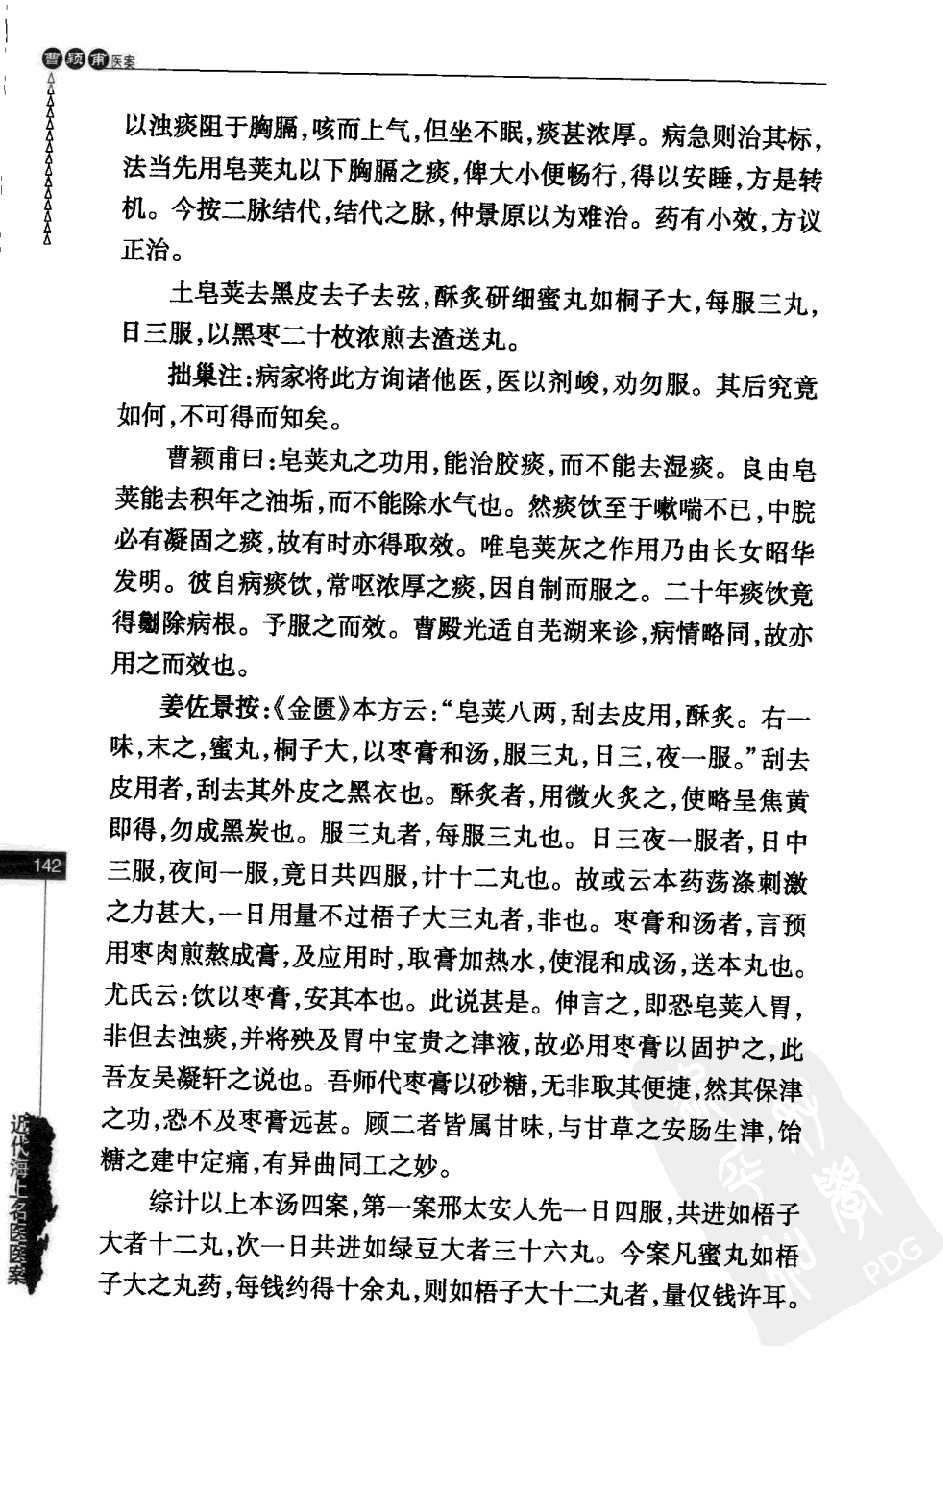 曹颖甫医案
以浊痰阻于胸膈,咳而上气,但坐不眠,痰甚浓厚。病急则治其标,
法当先用皂荚丸以下胸膈之痰,俾大小便畅行,得以安睡,方是转
机。今按二脉结代,结代之脉,仲景原以为难治。药有小效,方议
正治。
土皂荚去黑皮去子去弦,酥炙研细蜜丸如桐子大,每服三丸,
日三服,以黑枣二十枚浓煎去渣送丸。
拙巢注:病家将此方询诸他医,医以剂峻,劝勿服。其后究竟
如何,不可得而知矣。
曹颖甫曰:皂荚丸之功用,能治胶痰,而不能去湿痰。良由皂
荚能去积年之油垢,而不能除水气也。然痰饮至于嗽喘不已,中脘
必有凝固之痰,故有时亦得取效。唯皂荚灰之作用乃由长女昭华
发明。彼自病痰饮,常呕浓厚之痰,因自制而服之。二十年痰饮竟
得劖除病根。予服之而效。曹殿光适自芜湖来诊,病情略同,故亦
用之而效也。
姜佐景按:《金匮》本方云:“皂荚八两,刮去皮用,酥炙。右一
味,末之,蜜丸,桐子大,以枣膏和汤,服三丸,日三,夜一服。”刮去
皮用者,刮去其外皮之黑衣也。酥炙者,用微火炙之,使略呈焦黄
即得,勿成黑炭也。服三丸者,每服三丸也。日三夜一服者,日中
三服,夜间一服,竟日共四服,计十二丸也。故或云本药荡涤刺激
之力甚大,一日用量不过梧子大三丸者,非也。枣膏和汤者,言预
用枣肉煎熬成膏,及应用时,取膏加热水,使混和成汤,送本丸也。
尤氏云:饮以枣膏,安其本也。此说甚是。伸言之,即恐皂荚入胃,
非但去浊痰,并将殃及胃中宝贵之津液,故必用枣膏以固护之,此
吾友吴凝轩之说也。吾师代枣膏以砂糖,无非取其便捷,然其保津
之功,恐不及枣膏远甚。顾二者皆属甘味,与甘草之安肠生津,饴
糖之建中定痛,有异曲同工之妙。
综计以上本汤四案,第一案邢太安人先一日四服,共进如梧子
大者十二丸,次一日共进如绿豆大者三十六丸。今案凡蜜丸如梧
子大之丸药,每钱约得十余丸,则如梧子大十二丸者,量仅钱许耳。
142
近代海上名医医案
PDG